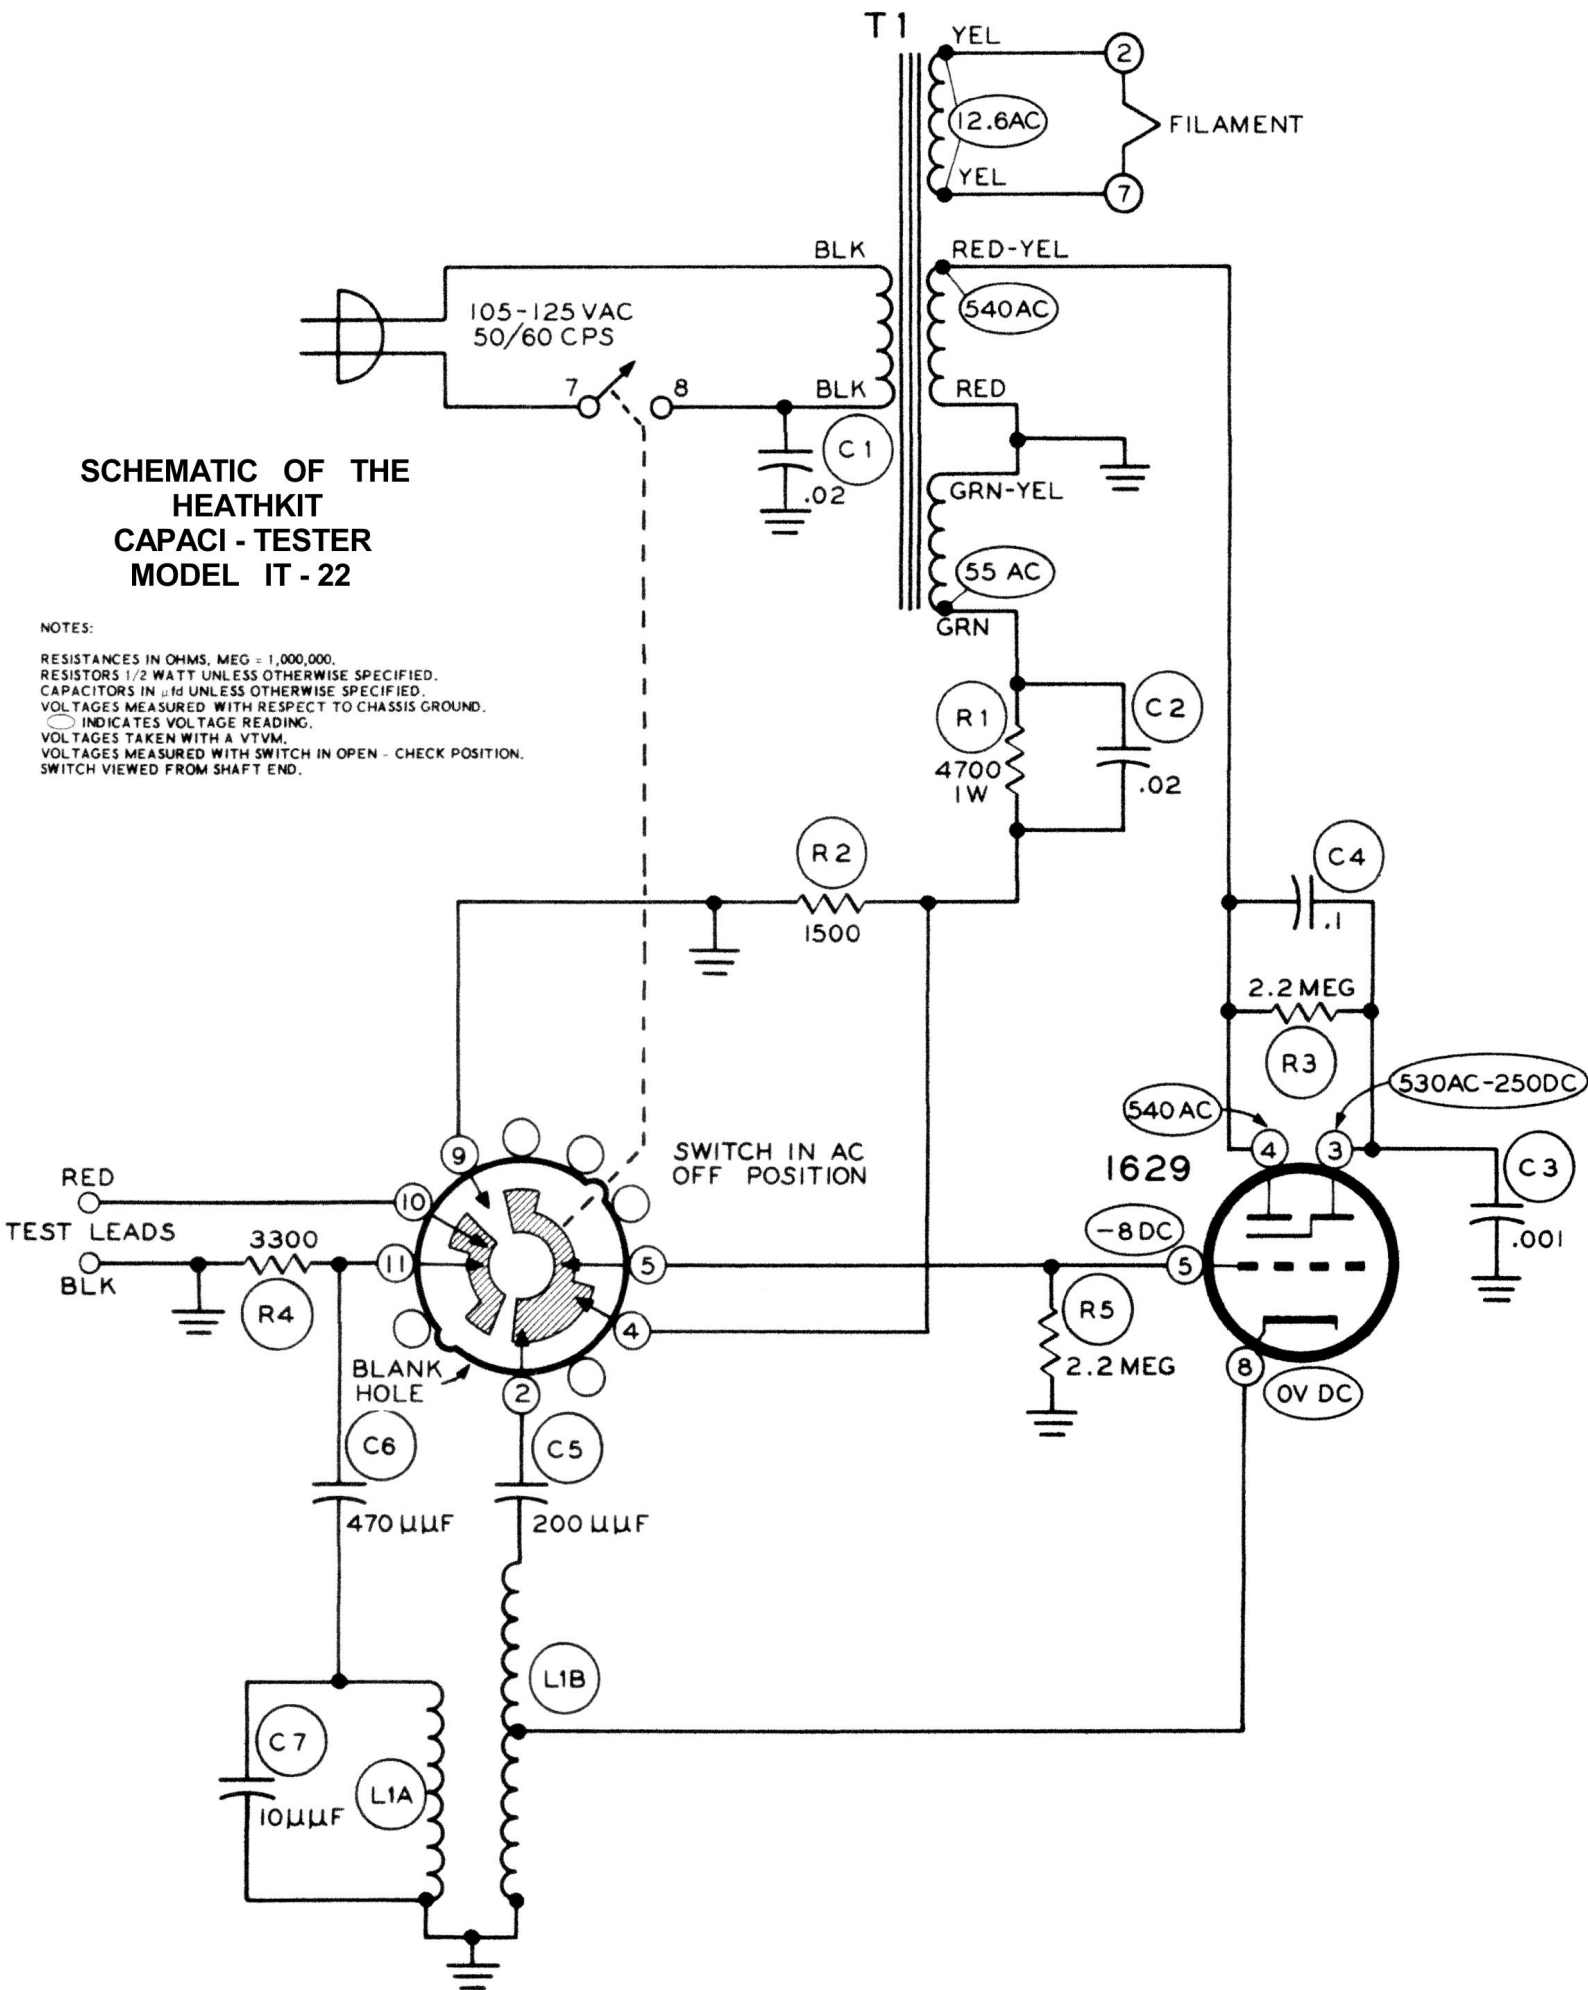 T1
YEL
2
12.6AC
FILAMENT
YEL
7
BLK
RED-YEL
105-125 VAC
50/60 CPS
540AC
7
8
BLK
RED
C1
.02
GRN-YEL
SCHEMATIC OF THE
HEATHKIT
CAPACI - TESTER
MODEL IT - 22
55 AC
GRN
NOTES:
RESISTANCES IN OHMS, MEG = 1,000,000.
RESISTORS 1/2 WATT UNLESS OTHERWISE SPECIFIED.
CAPACITORS IN µfd UNLESS OTHERWISE SPECIFIED.
VOLTAGES MEASURED WITH RESPECT TO CHASSIS GROUND.
INDICATES VOLTAGE READING.
VOLTAGES TAKEN WITH A VTVM.
VOLTAGES MEASURED WITH SWITCH IN OPEN - CHECK POSITION.
SWITCH VIEWED FROM SHAFT END.
R1
4700
1W
C2
.02
R2
1500
C4
.1
2.2 MEG
R3
530AC-250DC
540AC
4
3
1629
C3
.001
SWITCH IN AC
OFF POSITION
9
10
11
5
4
2
RED
TEST LEADS
BLK
3300
R4
-8 DC
5
R5
2.2 MEG
8
0V DC
BLANK
HOLE
C6
470 µµF
C5
200 µµF
L1B
C7
10µµF
L1A